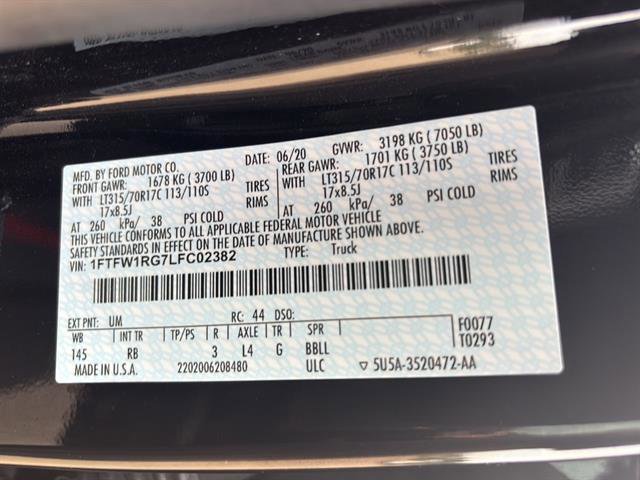 MFD. BY FORD MOTOR CO. DATE: 06/20 GVWR: 3198 KG ( 7050 LB)
FRONT GAWR: 1678 KG ( 3700 LB) REAR GAWR: 1701 KG ( 3750 LB)
WITH LT315/70R17C 113/110S TIRES WITH LT315/70R17C 113/110S TIRES
17x8.5J RIMS 17x8.5J RIMS
AT 260 kPa/ 38 PSI COLD AT 260 kPa/ 38 PSI COLD
THIS VEHICLE CONFORMS TO ALL APPLICABLE FEDERAL MOTOR VEHICLE
SAFETY STANDARDS IN EFFECT ON THE DATE OF MANUFACTURE SHOWN ABOVE.
VIN: 1FTFW1RG7LFC02382 TYPE: Truck
EXT PNT: UM RC: 44 DSO: F0077
WB INT TR TP/PS R AXLE TR SPR T0293
145 RB 3 L4 G BBLL
MADE IN U.S.A. 2202006208480 ULC ▽ 5U5A-3520472-AA